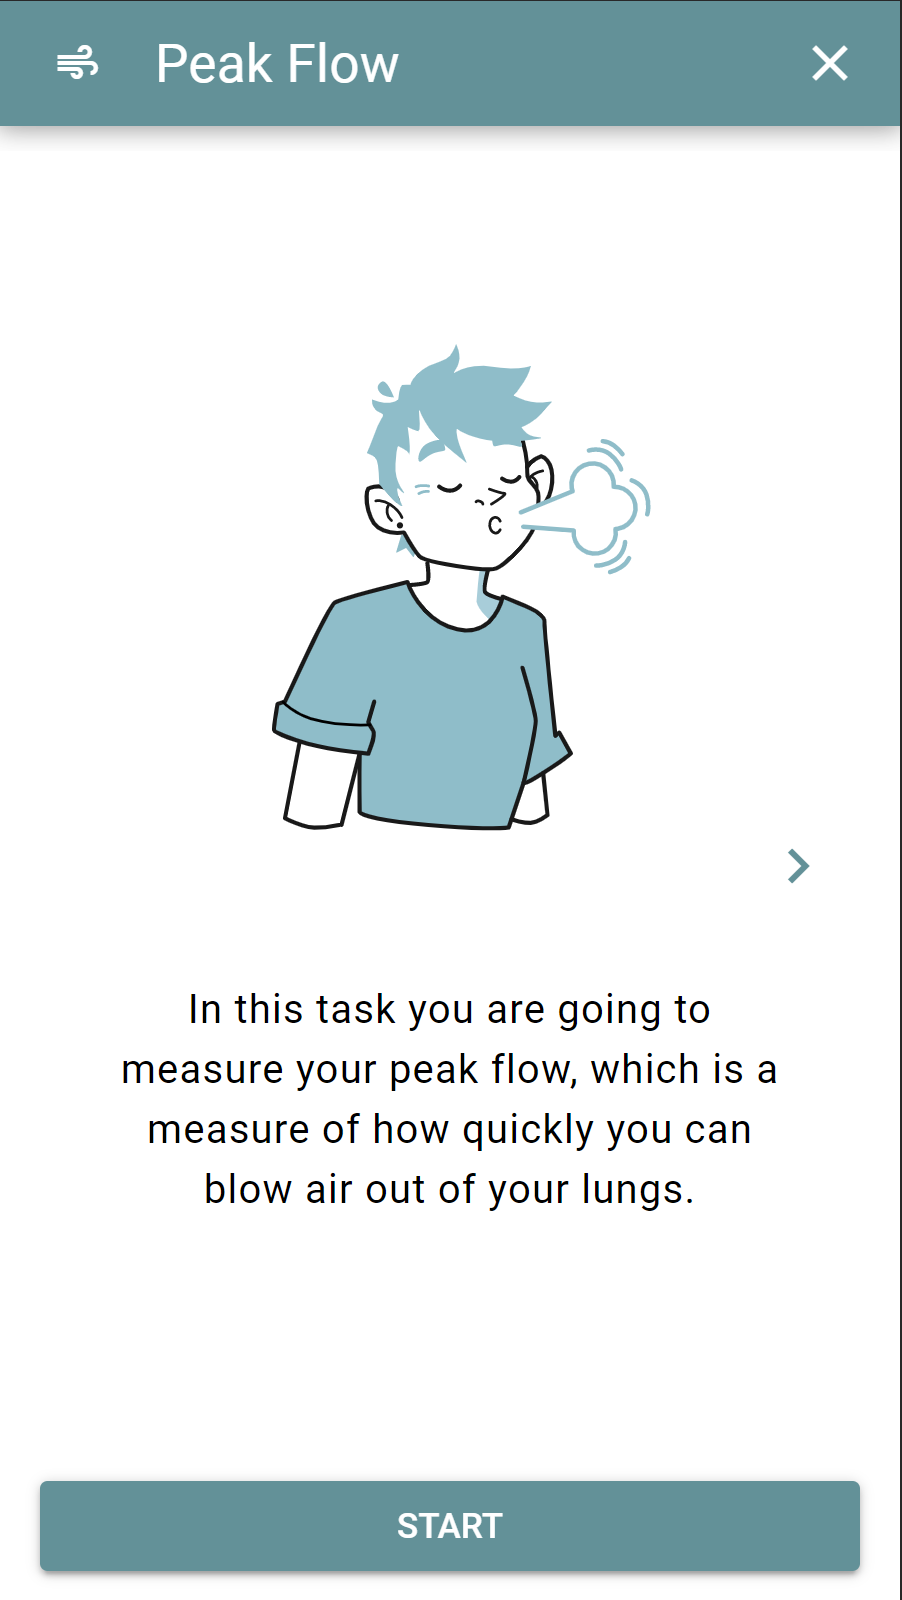 Peak Flow
In this task you are going to
measure your peak flow, which is a
measure of how quickly you can
blow air out of your lungs.
START